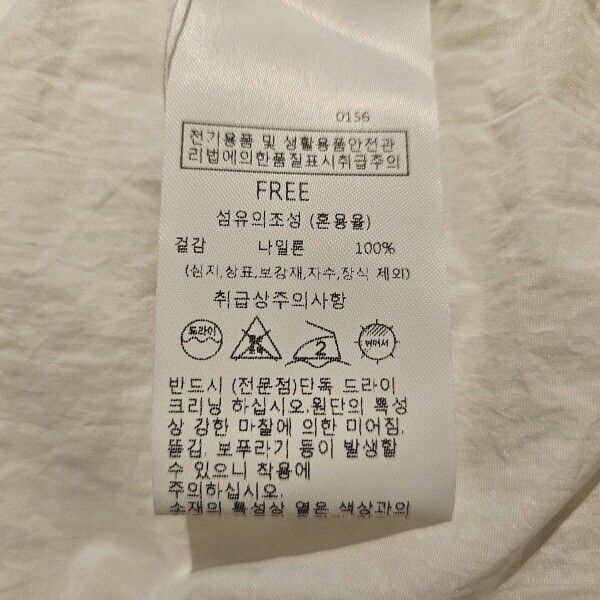 0156
전기용품 및 생활용품안전관
리법에의한품질표시취급주의
FREE
섬유의조성 (혼용율)
겉감 나일론 100%
(심지,상표,보강재,자수,장식 제외)
취급상주의사항
드라이 2 뉘어서
반드시 (전문점)단독 드라이
크리닝 하십시오.원단의 특성
상 강한 마찰에 의한 미어짐,
뜯김, 보푸라기 등이 발생할
수 있으니 착용에
주의하십시오.
소재의 특성상 옅은 색상과의